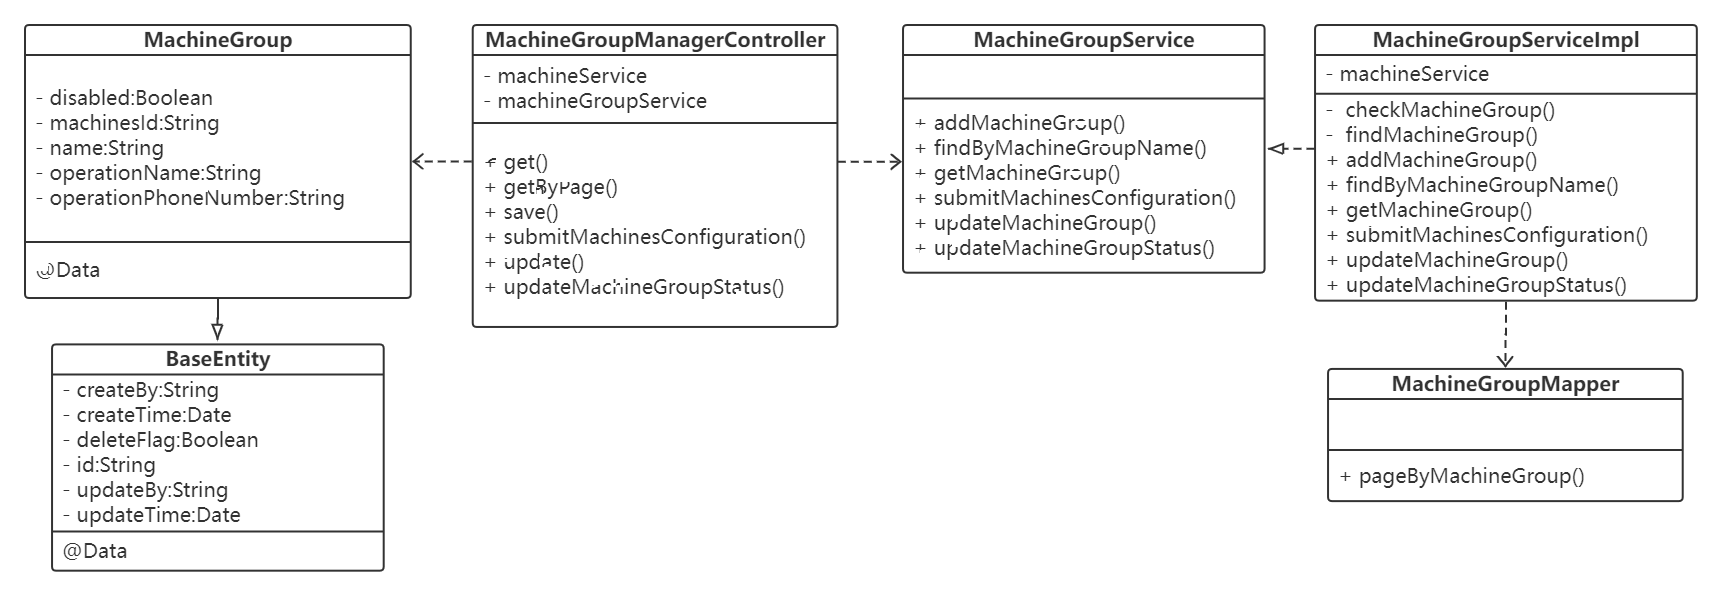 MachineGroup
- disabled:Boolean
- machinesId:String
- name:String
- operationName:String
- operationPhoneNumber:String
@Data
BaseEntity
- createBy:String
- createTime:Date
- deleteFlag:Boolean
- id:String
- updateBy:String
- updateTime:Date
@Data
MachineGroupManagerController
- machineService
- machineGroupService
+ get()
+ getByPage()
+ save()
+ submitMachinesConfiguration()
+ update()
+ updateMachineGroupStatus()
MachineGroupService
+ addMachineGroup()
+ findByMachineGroupName()
+ getMachineGroup()
+ submitMachinesConfiguration()
+ updateMachineGroup()
+ updateMachineGroupStatus()
MachineGroupServiceImpl
- machineService
- checkMachineGroup()
- findMachineGroup()
+ addMachineGroup()
+ findByMachineGroupName()
+ getMachineGroup()
+ submitMachinesConfiguration()
+ updateMachineGroup()
+ updateMachineGroupStatus()
MachineGroupMapper
+ pageByMachineGroup()